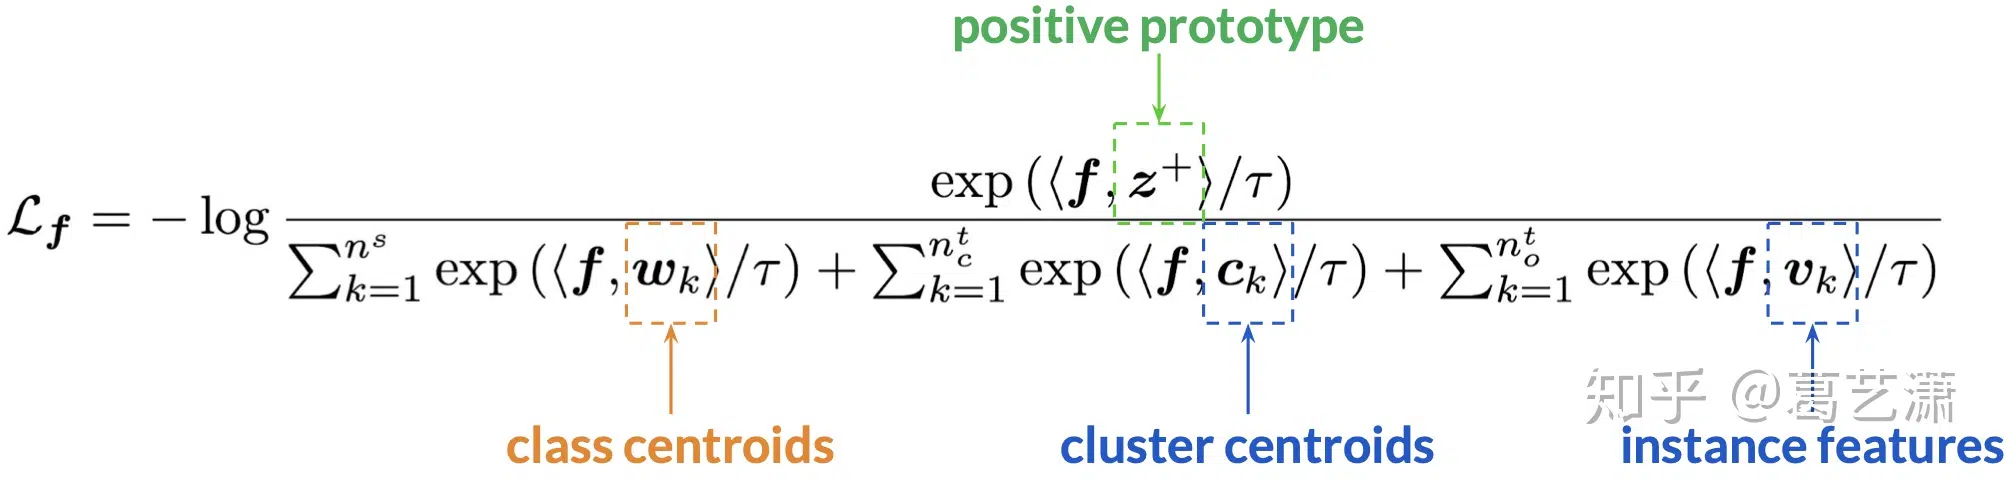 positive prototype
$\mathcal{L}_{\boldsymbol{f}} = -\log \frac{\exp\left(\langle \boldsymbol{f}, \boldsymbol{z}^{+} \rangle / \tau\right)}{\sum_{k=1}^{n^s} \exp\left(\langle \boldsymbol{f}, \boldsymbol{w}_k \rangle / \tau\right) + \sum_{k=1}^{n_c^t} \exp\left(\langle \boldsymbol{f}, \boldsymbol{c}_k \rangle / \tau\right) + \sum_{k=1}^{n_o^t} \exp\left(\langle \boldsymbol{f}, \boldsymbol{v}_k \rangle / \tau\right)}$
知乎 @葛艺潇
class centroids cluster centroids instance features